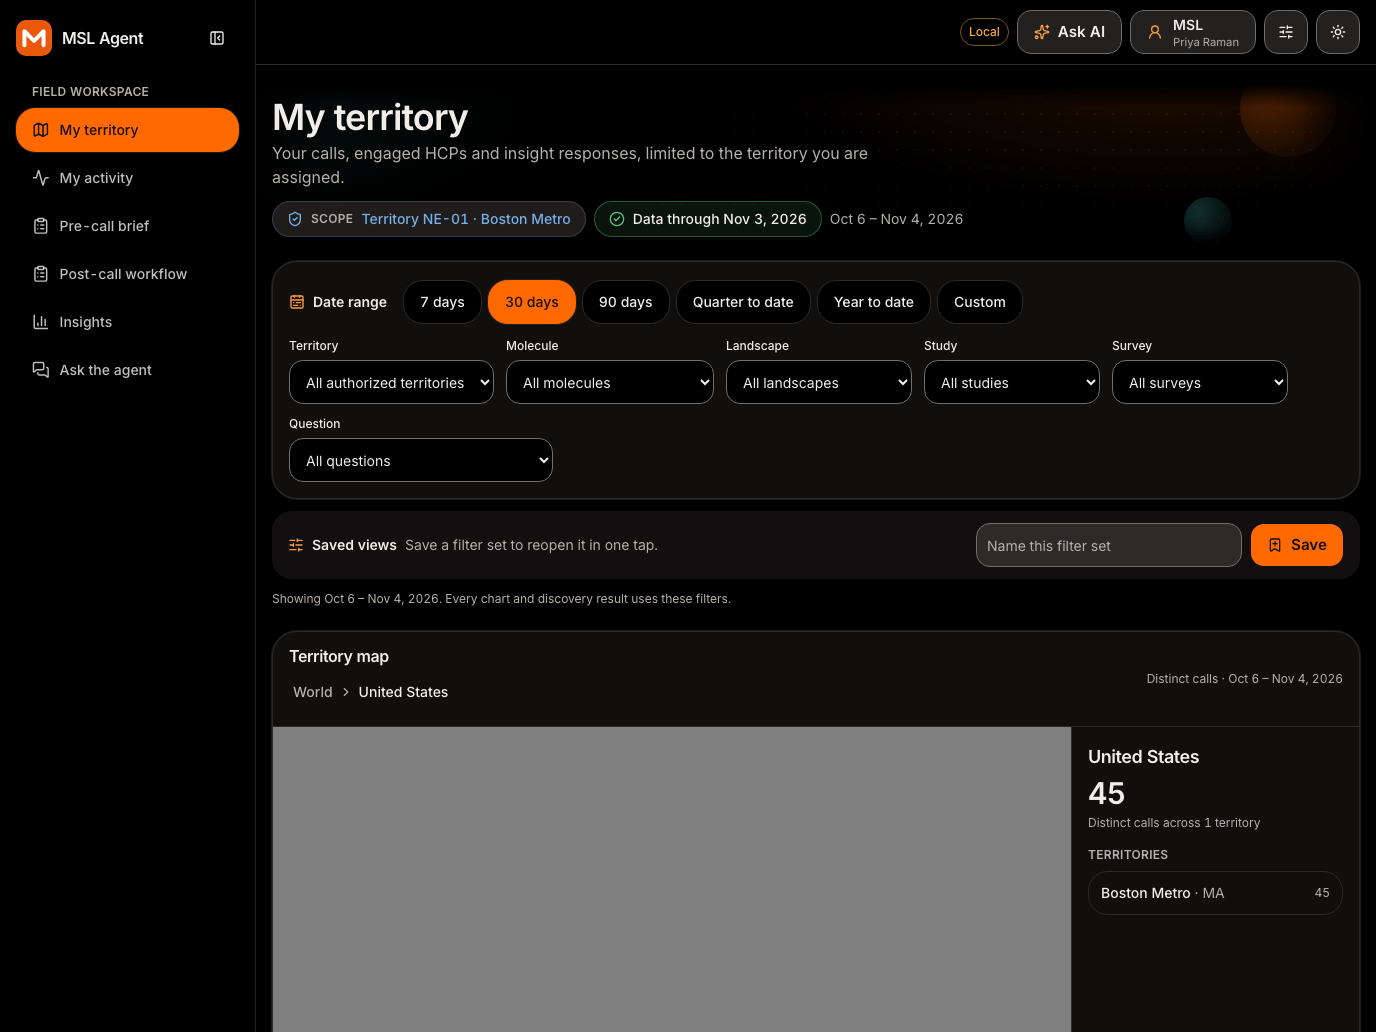 MSL Agent
FIELD WORKSPACE
My territory
My activity
Pre-call brief
Post-call workflow
Insights
Ask the agent
Local
Ask AI
MSL
Priya Raman
My territory
Your calls, engaged HCPs and insight responses, limited to the territory you are
assigned.
SCOPE Territory NE-01 · Boston Metro
Data through Nov 3, 2026
Oct 6 – Nov 4, 2026
Date range
7 days
30 days
90 days
Quarter to date
Year to date
Custom
Territory
Molecule
Landscape
Study
Survey
All authorized territories
All molecules
All landscapes
All studies
All surveys
Question
All questions
Saved views
Save a filter set to reopen it in one tap.
Name this filter set
Save
Showing Oct 6 – Nov 4, 2026. Every chart and discovery result uses these filters.
Territory map
World > United States
Distinct calls · Oct 6 – Nov 4, 2026
United States
45
Distinct calls across 1 territory
TERRITORIES
Boston Metro · MA 45